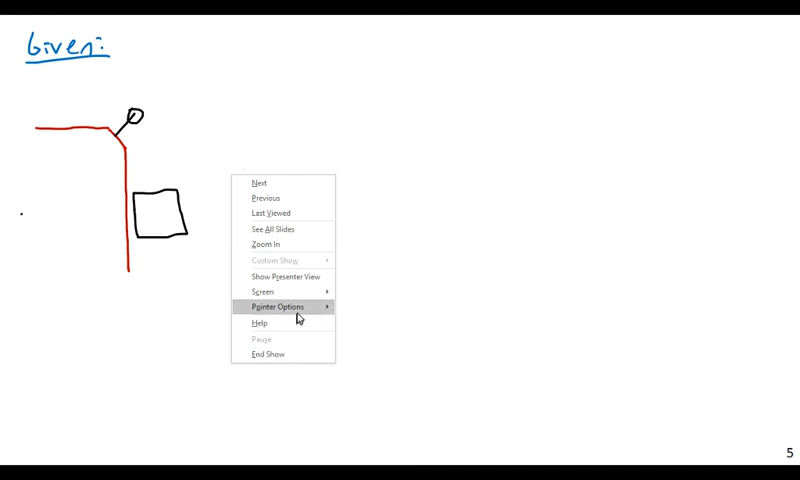 Given:
Next
Previous
Last Viewed
See All Slides
Zoom In
Custom Show
Show Presenter View
Screen
Pointer Options
Help
Pause
End Show
5